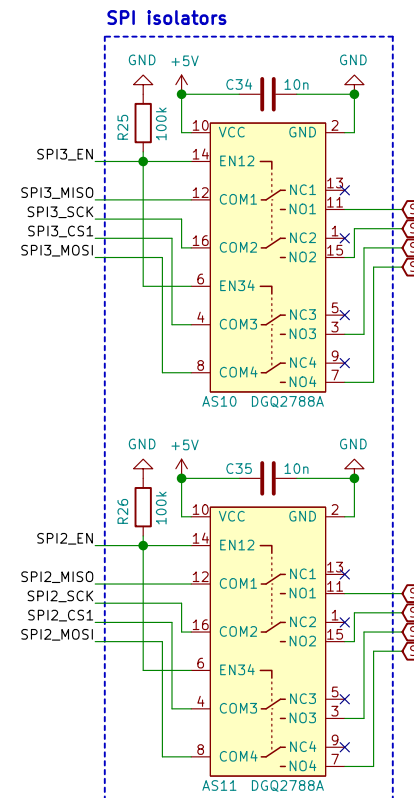 SPI isolators
GND
+5V
GND
C34
10n
R25
100k
10
VCC
GND
2
SPI3_EN
14
EN12
SPI3_MISO
12
COM1
NC1
13
NO1
11
SPI3_SCK
SPI3_CS1
16
COM2
NC2
1
SPI3_MOSI
NO2
15
6
EN34
4
COM3
NC3
5
NO3
3
8
COM4
NC4
9
NO4
7
AS10
DGQ2788A
GND
+5V
GND
C35
10n
R26
100k
10
VCC
GND
2
SPI2_EN
14
EN12
SPI2_MISO
12
COM1
NC1
13
NO1
11
SPI2_SCK
SPI2_CS1
16
COM2
NC2
1
SPI2_MOSI
NO2
15
6
EN34
4
COM3
NC3
5
NO3
3
8
COM4
NC4
9
NO4
7
AS11
DGQ2788A